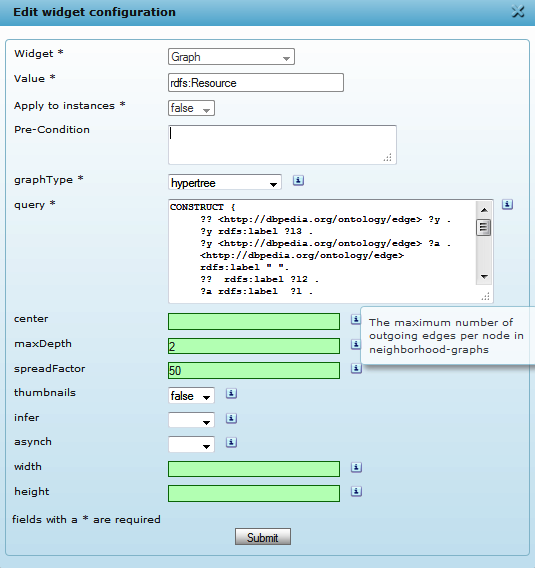 Edit widget configuration
Widget * Graph
Value * rdfs:Resource
Apply to instances * false
Pre-Condition
graphType * hypertree
query * CONSTRUCT {
?? <http://dbpedia.org/ontology/edge> ?y .
?y rdfs:label ?l3 .
?y <http://dbpedia.org/ontology/edge> ?a .
<http://dbpedia.org/ontology/edge>
rdfs:label " ".
?? rdfs:label ?l2 .
?a rdfs:label ?l .
center
The maximum number of
outgoing edges per node in
neighborhood-graphs
maxDepth 2
spreadFactor 50
thumbnails false
infer
asynch
width
height
fields with a * are required
Submit